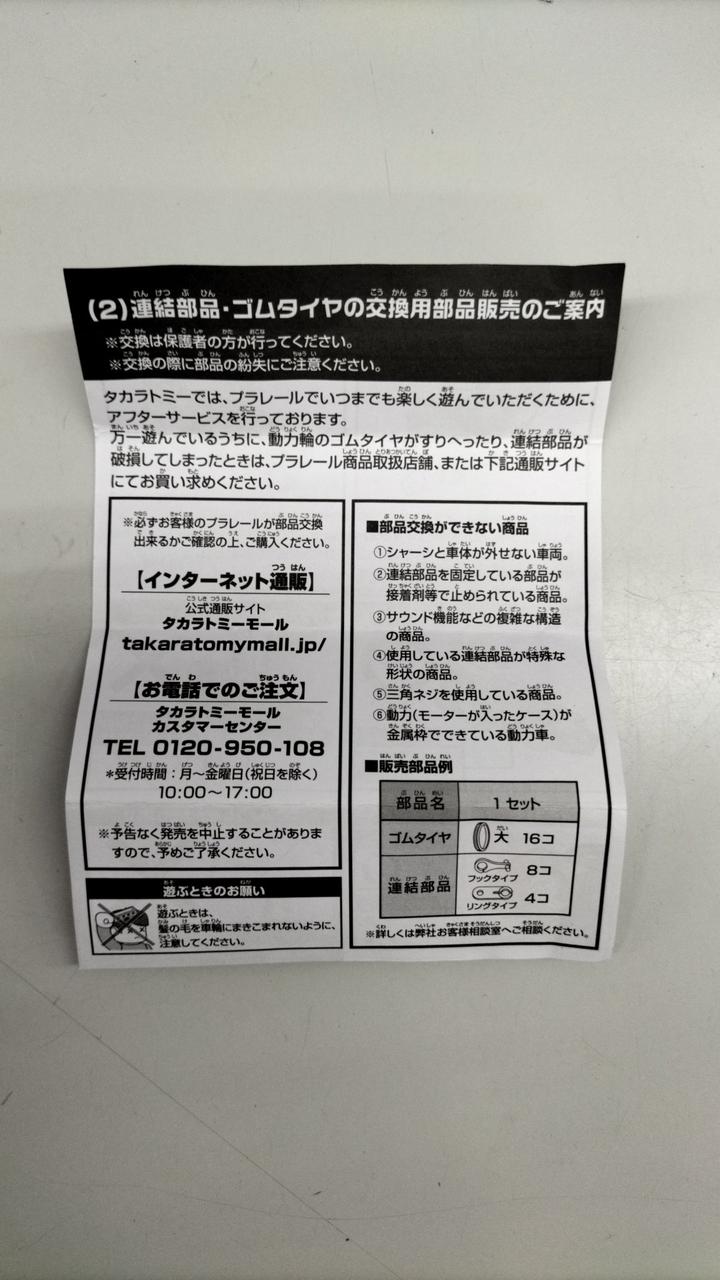 (2)連結部品・ゴムタイヤの交換用部品販売のご案内
※交換は保護者の方が行ってください。
※交換の際に部品の紛失にご注意ください。
タカラトミーでは、プラレールでいつまでも楽しく遊んでいただくために、
アフターサービスを行っております。
万一遊んでいるうちに、動力輪のゴムタイヤがすりへったり、連結部品が
破損してしまったときは、プラレール商品取扱店舗、または下記通販サイト
にてお買い求めください。
※必ずお客様のプラレールが部品交換
出来るかご確認の上、ご購入ください。
【インターネット通販】
公式通販サイト
タカラトミーモール
takaratomymall.jp/
【お電話でのご注文】
タカラトミーモール
カスタマーセンター
TEL 0120-950-108
*受付時間:月~金曜日(祝日を除く)
10:00~17:00
※予告なく発売を中止することがありま
すので、予めご了承ください。
遊ぶときのお願い
遊ぶときは、
髪の毛を車輪にまきこまれないように、
注意してください。
■部品交換ができない商品
①シャーシと車体が外せない車両。
②連結部品を固定している部品が
接着剤等で止められている商品。
③サウンド機能などの複雑な構造
の商品。
④使用している連結部品が特殊な
形状の商品。
⑤三角ネジを使用している商品。
⑥動力(モーターが入ったケース)が
金属枠でできている動力車。
■販売部品例
部品名 1セット
ゴムタイヤ 大 16コ
連結部品 フックタイプ 8コ
リングタイプ 4コ
※詳しくは弊社お客様相談室へご相談ください。